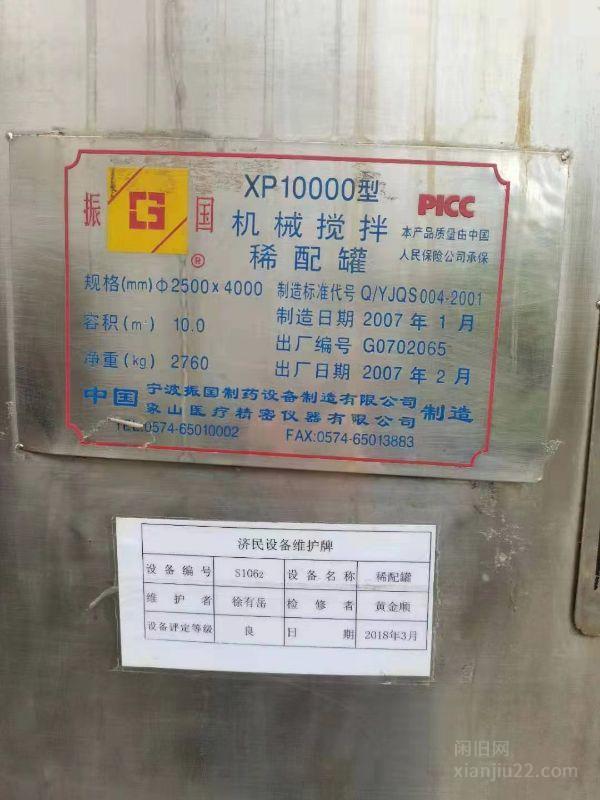 XP10000型
振 G 国
®
机械搅拌
稀配罐
PICC
本产品质量由中国
人民保险公司承保
规格(mm)Φ2500×4000 制造标准代号 Q/YJQS004-2001
容积(m³) 10.0 制造日期 2007年1月
出厂编号 G0702065
净重(kg) 2760 出厂日期 2007年2月
中国 宁波振国制药设备制造有限公司 制造
象山医疗精密仪器有限公司
TEL:0574-65010002 FAX:0574-65013883
济民设备维护牌
设备编号 S1062 设备名称 稀配罐
维护者 徐有岳 检修者 黄金顺
设备评定等级 良 日期 2018年3月
闲旧网
xianjiu22.com